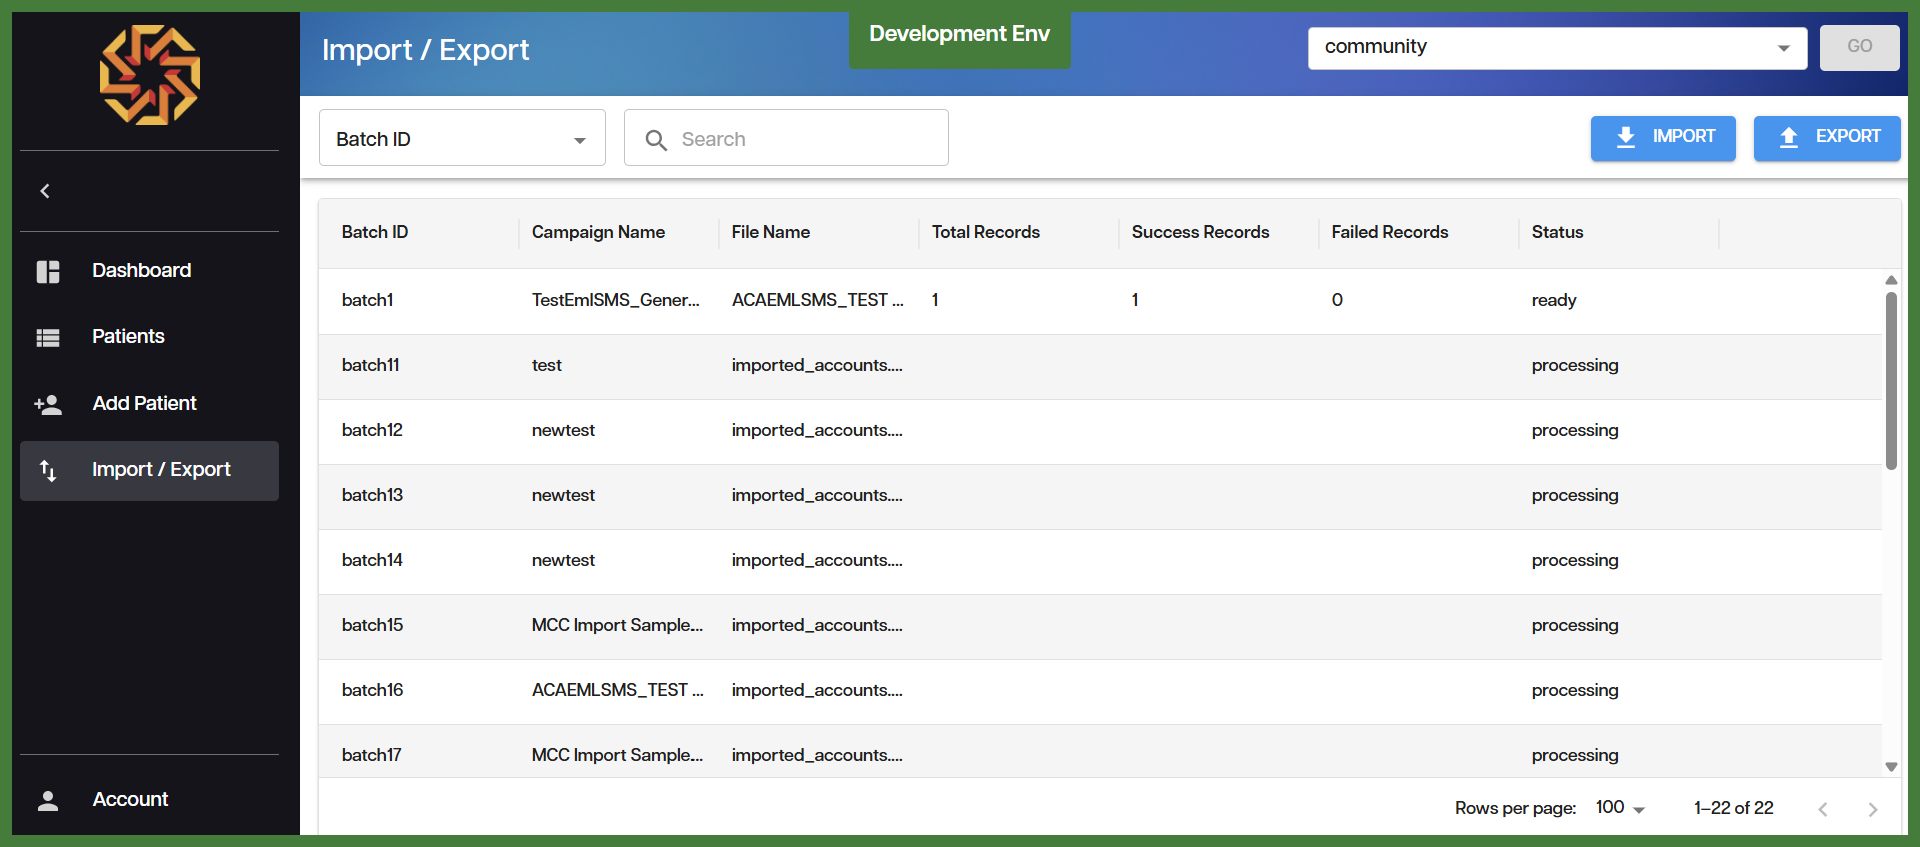 Import / Export
Development Env
community
GO
Batch ID
Search
IMPORT
EXPORT
Dashboard
Patients
Add Patient
Import / Export
Account
Batch ID Campaign Name File Name Total Records Success Records Failed Records Status
batch1 TestEmlSMS_Gener... ACAEMLSMS_TEST ... 1 1 0 ready
batch11 test imported_accounts.... processing
batch12 newtest imported_accounts.... processing
batch13 newtest imported_accounts.... processing
batch14 newtest imported_accounts.... processing
batch15 MCC Import Sample... imported_accounts.... processing
batch16 ACAEMLSMS_TEST ... imported_accounts.... processing
batch17 MCC Import Sample... imported_accounts.... processing
Rows per page: 100 1–22 of 22